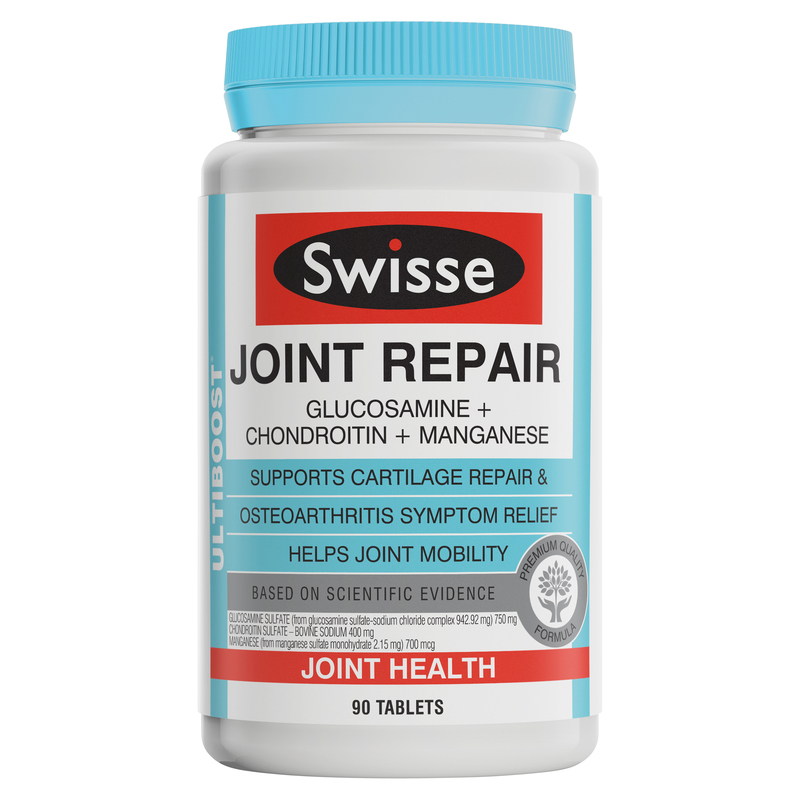 Swisse
ULTIBOOST®
JOINT REPAIR
GLUCOSAMINE +
CHONDROITIN + MANGANESE
SUPPORTS CARTILAGE REPAIR &
OSTEOARTHRITIS SYMPTOM RELIEF
HELPS JOINT MOBILITY
BASED ON SCIENTIFIC EVIDENCE
PREMIUM QUALITY
FORMULA
GLUCOSAMINE SULFATE (from glucosamine sulfate-sodium chloride complex 942.92 mg) 750 mg
CHONDROITIN SULFATE – BOVINE SODIUM 400 mg
MANGANESE (from manganese sulfate monohydrate 2.15 mg) 700 mcg
JOINT HEALTH
90 TABLETS